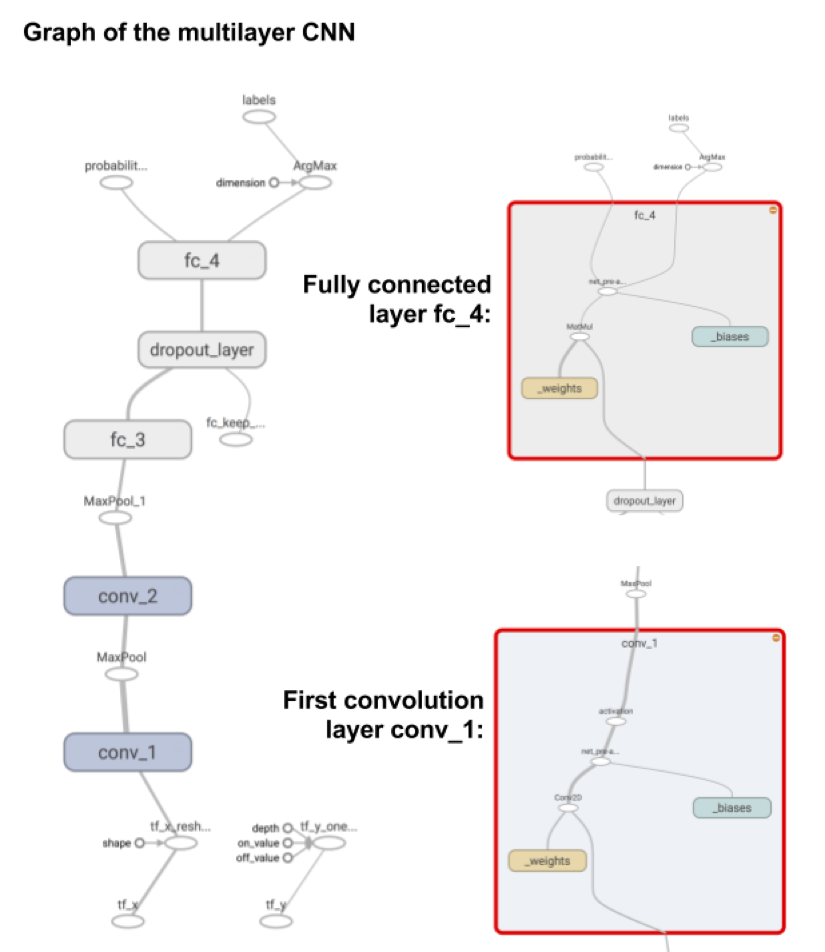 Graph of the multilayer CNN
labels
probabilit...
ArgMax
dimension
fc_4
dropout_layer
fc_keep_...
fc_3
MaxPool_1
conv_2
MaxPool
conv_1
tf_x_resh...
shape
tf_x
depth
tf_y_one...
on_value
off_value
tf_y
Fully connected
layer fc_4:
labels
probabilit...
ArgMax
dimension
fc_4
net_pre-a...
MatMul
_biases
_weights
dropout_layer
First convolution
layer conv_1:
MaxPool
conv_1
activation
net_pre-a...
Conv2D
_biases
_weights